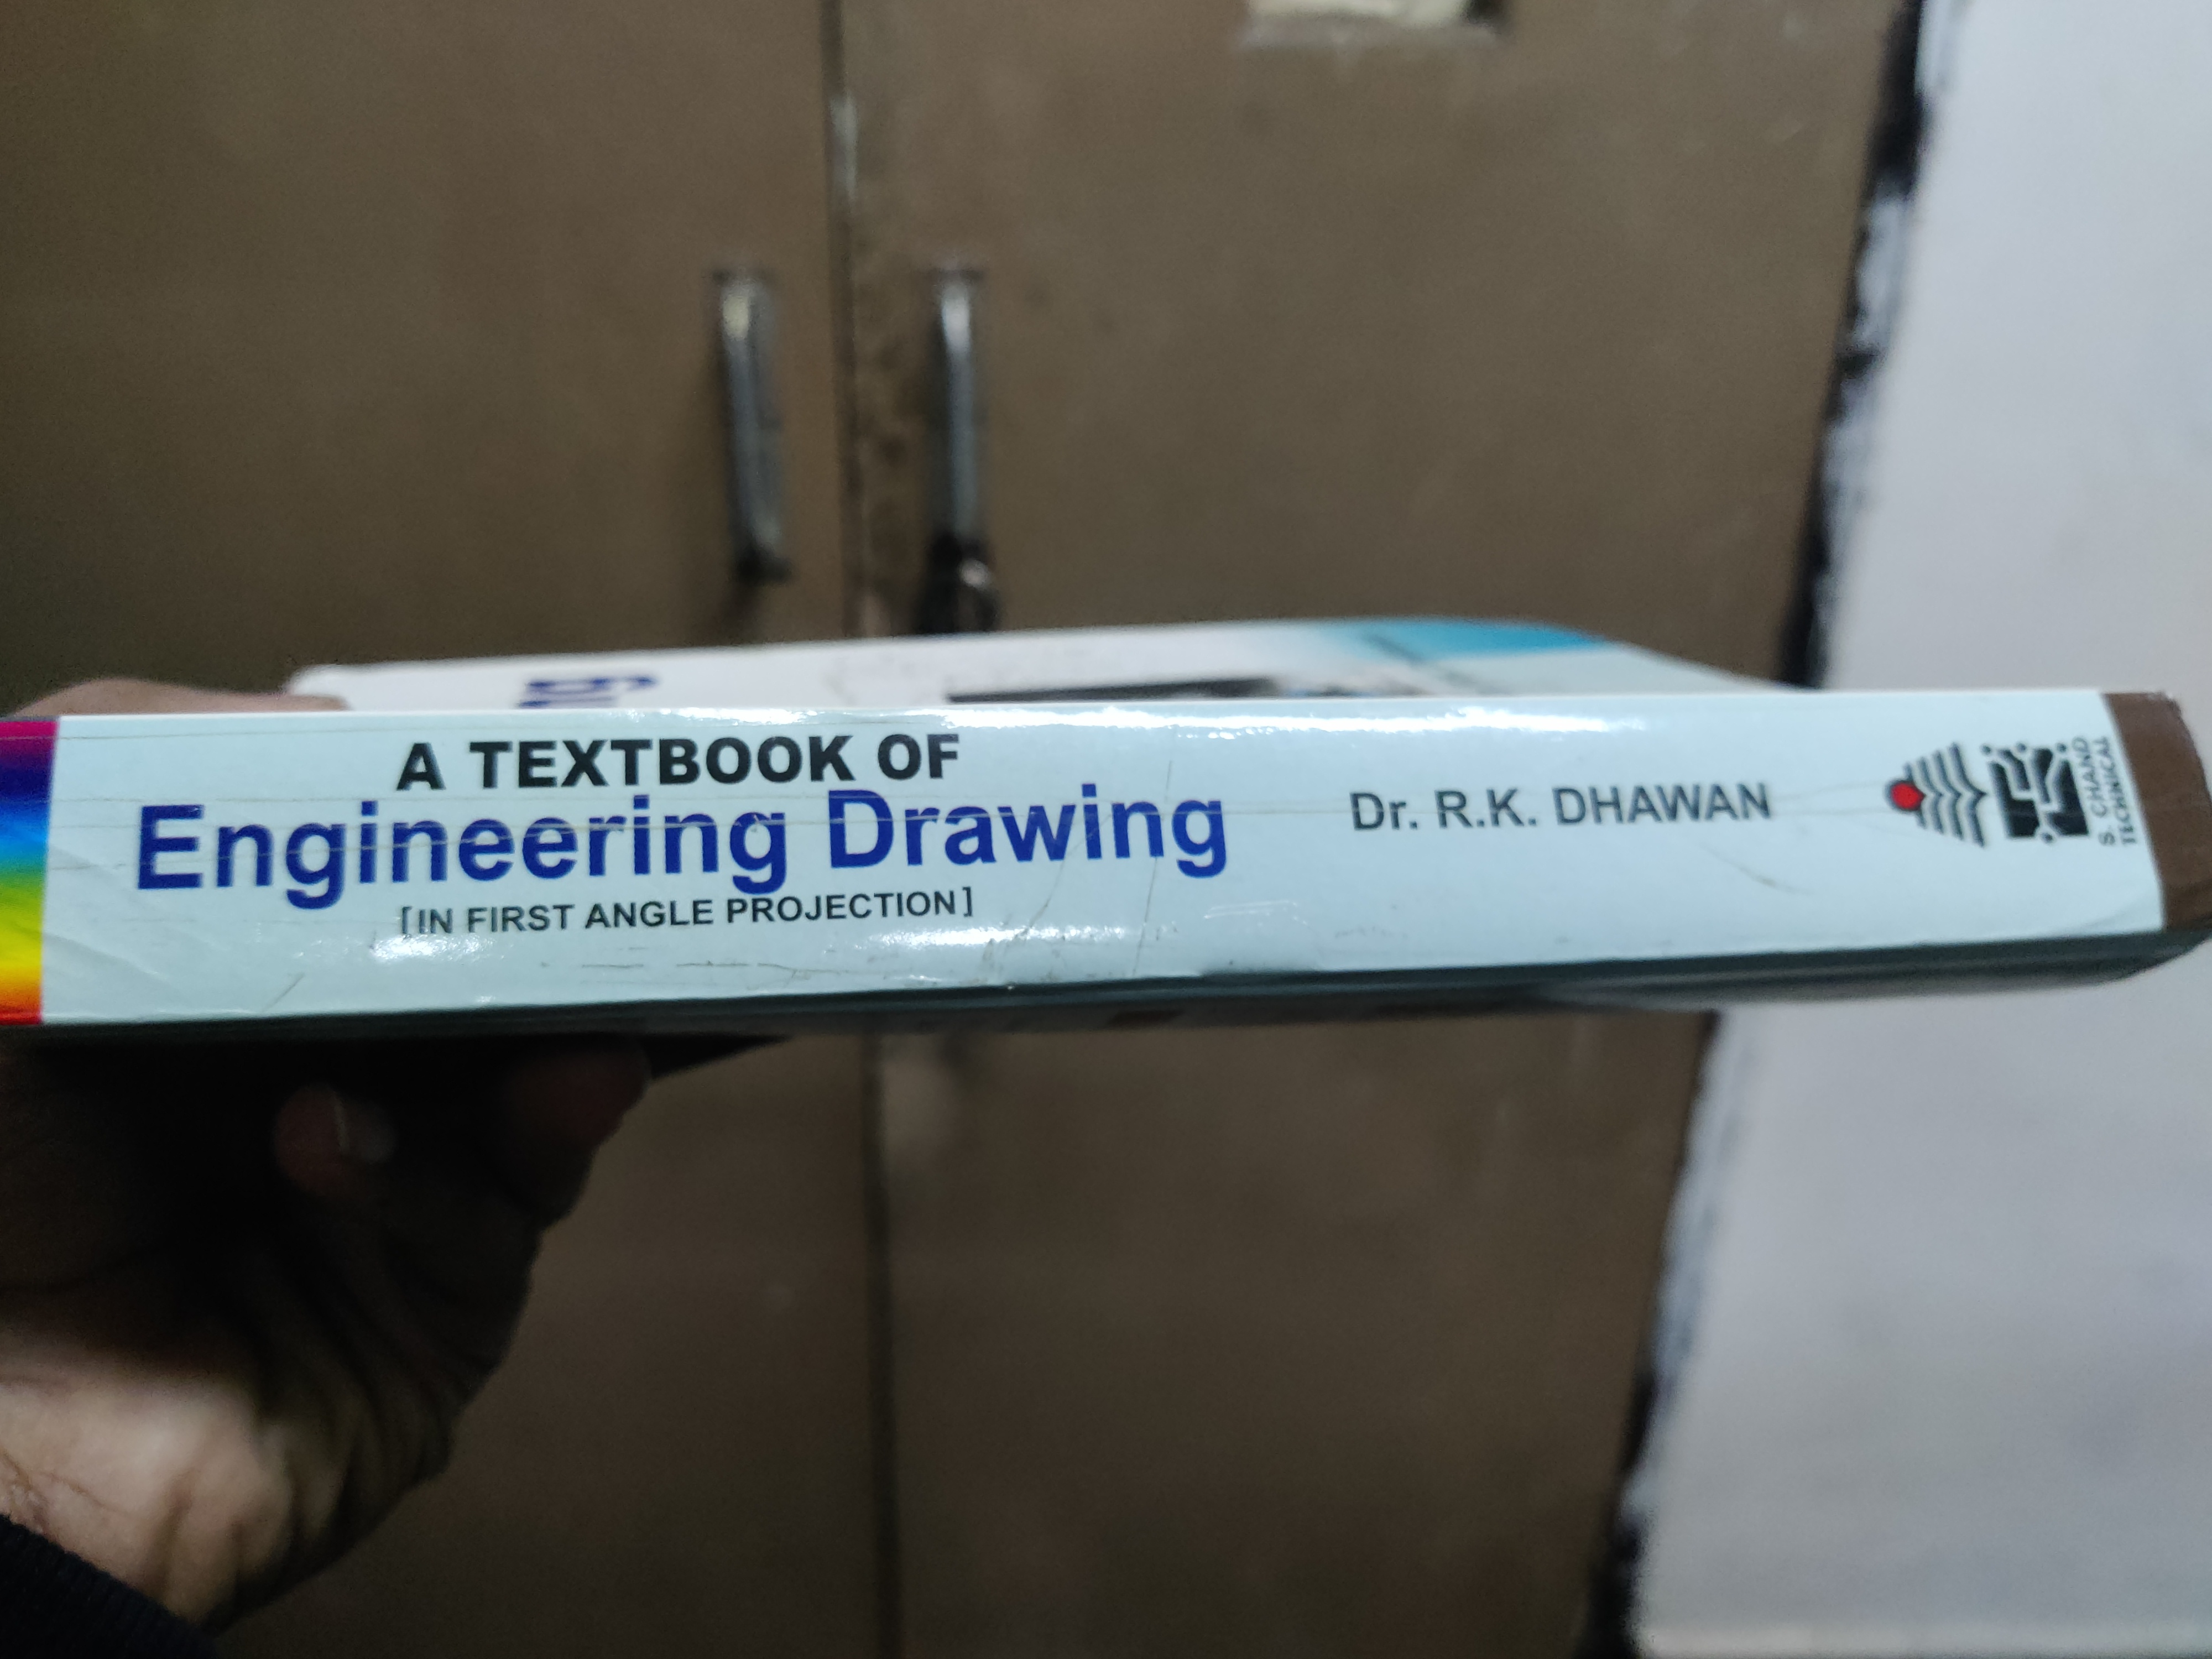 A TEXTBOOK OF
Engineering Drawing
[IN FIRST ANGLE PROJECTION]
Dr. R.K. DHAWAN
S. CHAND
TECHNICAL